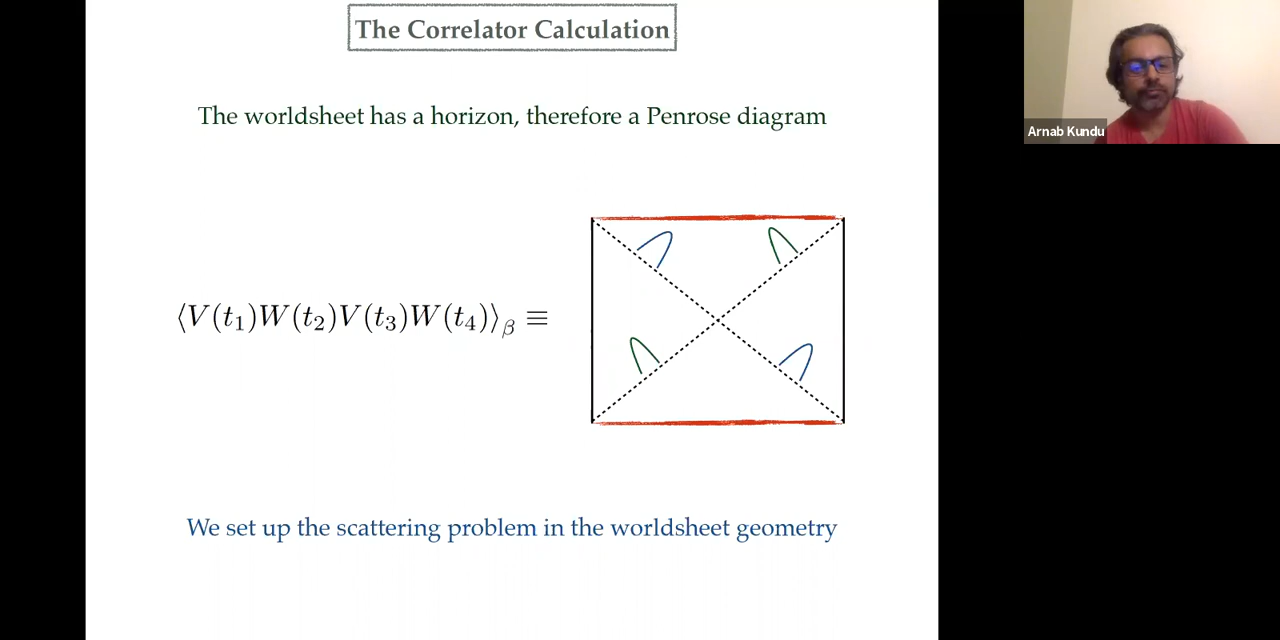 The Correlator Calculation
Arnab Kundu
The worldsheet has a horizon, therefore a Penrose diagram
⟨V(t₁)W(t₂)V(t₃)W(t₄)⟩_β ≡
We set up the scattering problem in the worldsheet geometry